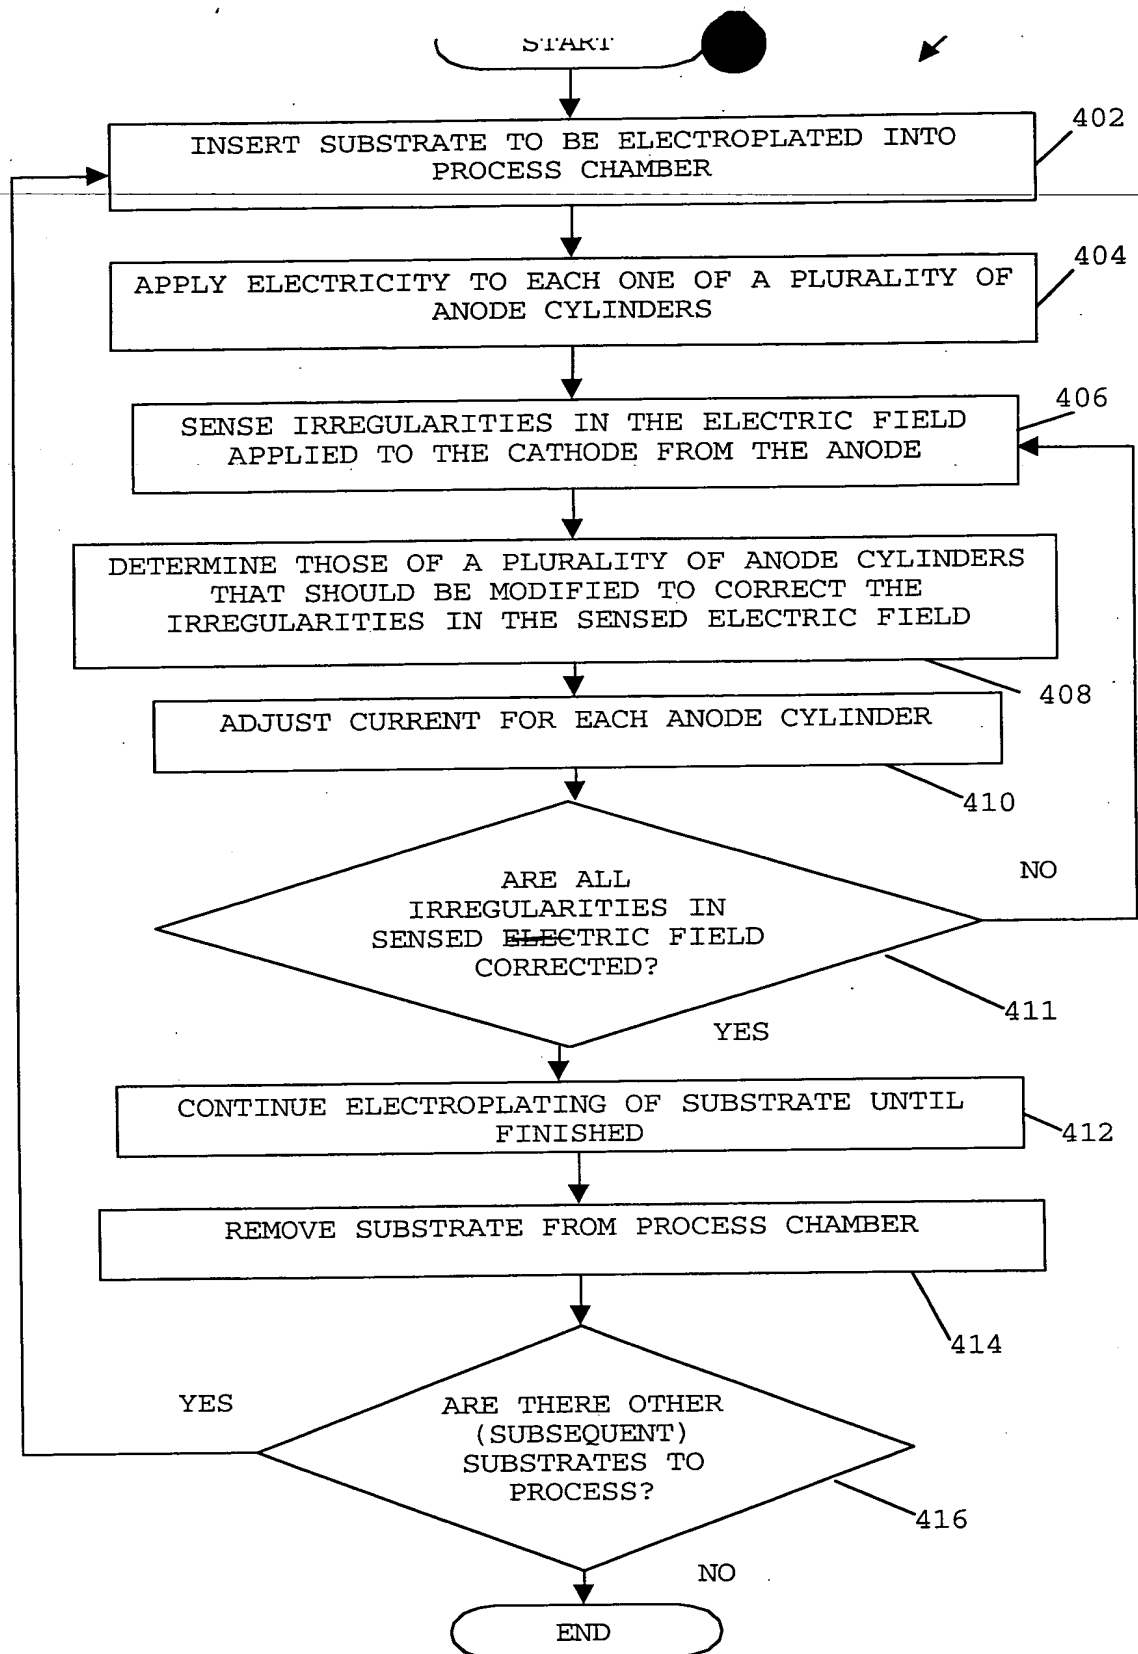 START
402
INSERT SUBSTRATE TO BE ELECTROPLATED INTO
PROCESS CHAMBER
404
APPLY ELECTRICITY TO EACH ONE OF A PLURALITY OF
ANODE CYLINDERS
406
SENSE IRREGULARITIES IN THE ELECTRIC FIELD
APPLIED TO THE CATHODE FROM THE ANODE
DETERMINE THOSE OF A PLURALITY OF ANODE CYLINDERS
THAT SHOULD BE MODIFIED TO CORRECT THE
IRREGULARITIES IN THE SENSED ELECTRIC FIELD
408
ADJUST CURRENT FOR EACH ANODE CYLINDER
410
NO
ARE ALL
IRREGULARITIES IN
SENSED ELECTRIC FIELD
CORRECTED?
411
YES
CONTINUE ELECTROPLATING OF SUBSTRATE UNTIL
FINISHED
412
REMOVE SUBSTRATE FROM PROCESS CHAMBER
414
YES
ARE THERE OTHER
(SUBSEQUENT)
SUBSTRATES TO
PROCESS?
416
NO
END